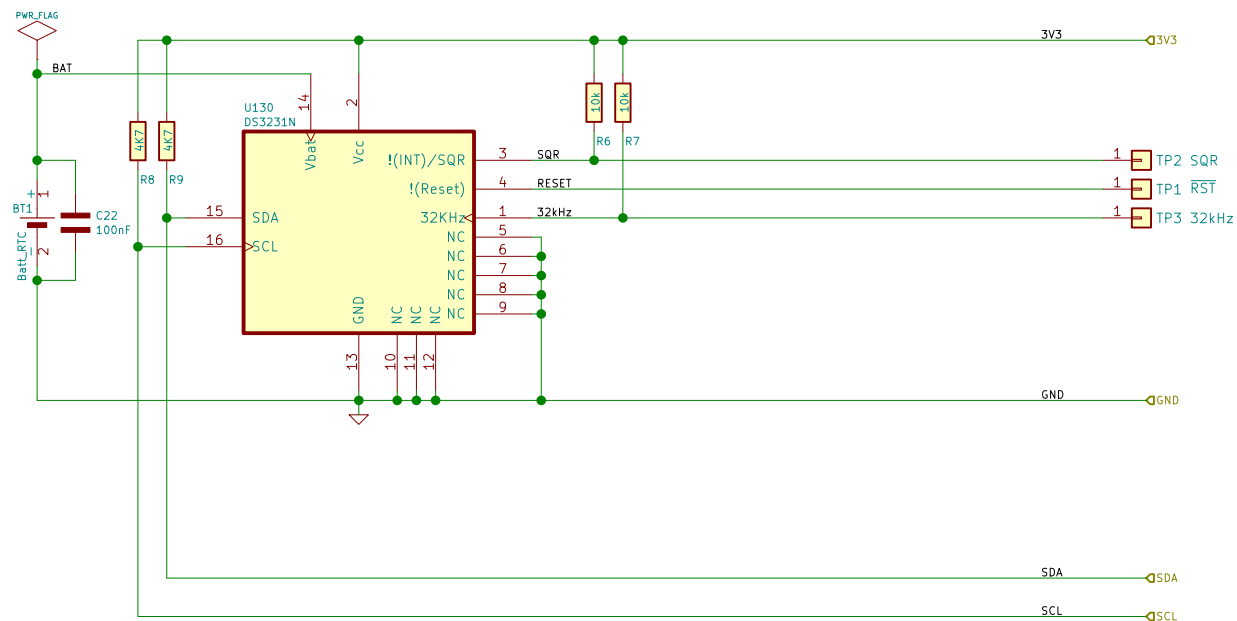 PWR_FLAG
BAT
3V3
3V3
U130
DS3231N
14
Vbat
2
Vcc
4K7
R8
4K7
R9
10k
R6
10k
R7
!(INT)/SQR
3
SQR
1
TP2 SQR
!(Reset)
4
RESET
1
TP1 RST
15
SDA
32KHz
1
32kHz
1
TP3 32kHz
16
SCL
NC
5
NC
6
NC
7
NC
8
NC
9
+
1
BT1
Batt_RTC
2
C22
100nF
GND
13
NC
10
NC
11
NC
12
GND
GND
SDA
SDA
SCL
SCL